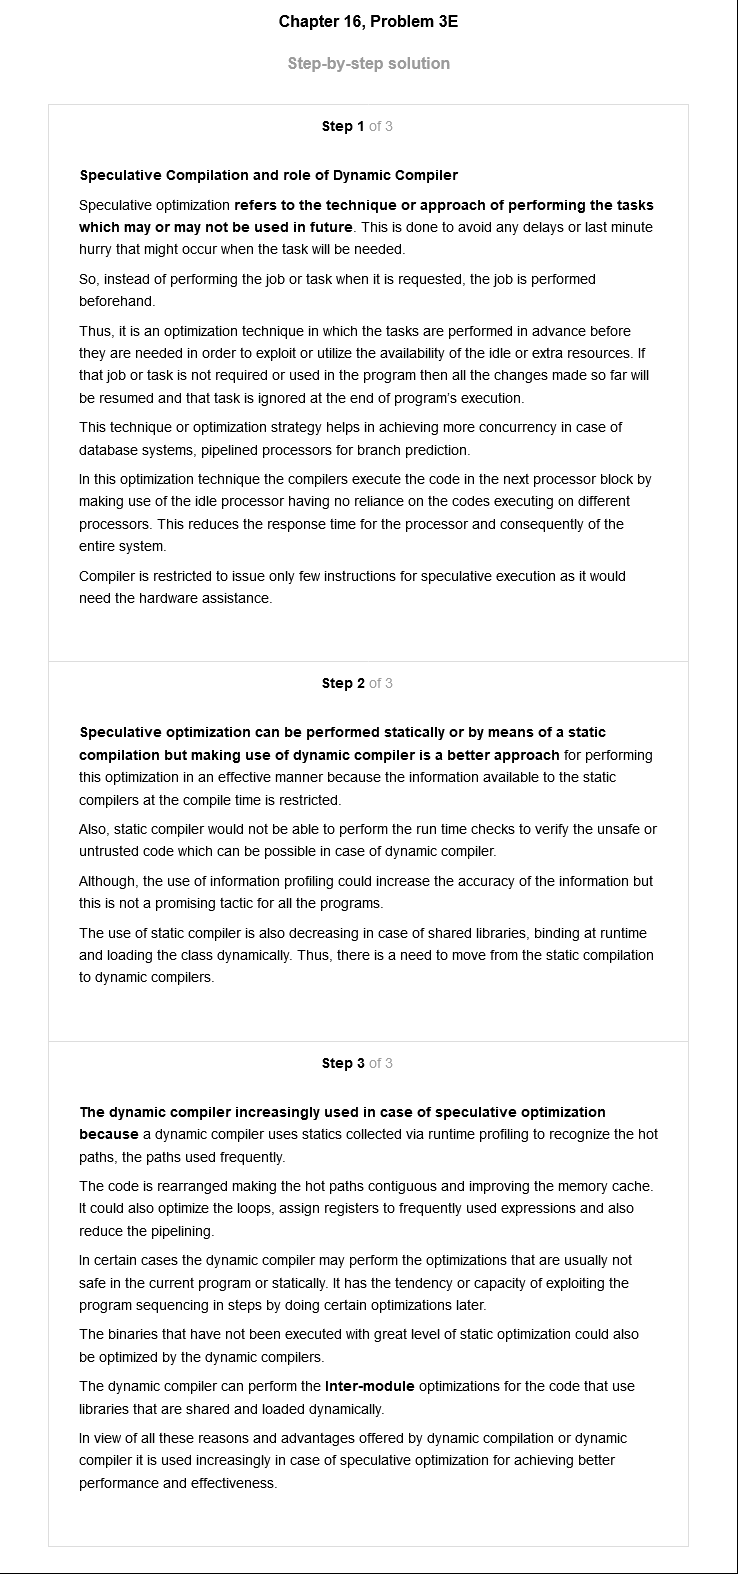 Chapter 16, Problem 3E
Step-by-step solution
Step 1 of 3
Speculative Compilation and role of Dynamic Compiler
Speculative optimization refers to the technique or approach of performing the tasks
which may or may not be used in future. This is done to avoid any delays or last minute
hurry that might occur when the task will be needed.
So, instead of performing the job or task when it is requested, the job is performed
beforehand.
Thus, it is an optimization technique in which the tasks are performed in advance before
they are needed in order to exploit or utilize the availability of the idle or extra resources. If
that job or task is not required or used in the program then all the changes made so far will
be resumed and that task is ignored at the end of program's execution.
This technique or optimization strategy helps in achieving more concurrency in case of
database systems, pipelined processors for branch prediction.
In this optimization technique the compilers execute the code in the next processor block by
making use of the idle processor having no reliance on the codes executing on different
processors. This reduces the response time for the processor and consequently of the
entire system.
Compiler is restricted to issue only few instructions for speculative execution as it would
need the hardware assistance.
Step 2 of 3
Speculative optimization can be performed statically or by means of a static
compilation but making use of dynamic compiler is a better approach for performing
this optimization in an effective manner because the information available to the static
compilers at the compile time is restricted.
Also, static compiler would not be able to perform the run time checks to verify the unsafe or
untrusted code which can be possible in case of dynamic compiler.
Although, the use of information profiling could increase the accuracy of the information but
this is not a promising tactic for all the programs.
The use of static compiler is also decreasing in case of shared libraries, binding at runtime
and loading the class dynamically. Thus, there is a need to move from the static compilation
to dynamic compilers.
Step 3 of 3
The dynamic compiler increasingly used in case of speculative optimization
because a dynamic compiler uses statics collected via runtime profiling to recognize the hot
paths, the paths used frequently.
The code is rearranged making the hot paths contiguous and improving the memory cache.
It could also optimize the loops, assign registers to frequently used expressions and also
reduce the pipelining.
In certain cases the dynamic compiler may perform the optimizations that are usually not
safe in the current program or statically. It has the tendency or capacity of exploiting the
program sequencing in steps by doing certain optimizations later.
The binaries that have not been executed with great level of static optimization could also
be optimized by the dynamic compilers.
The dynamic compiler can perform the Inter-module optimizations for the code that use
libraries that are shared and loaded dynamically.
In view of all these reasons and advantages offered by dynamic compilation or dynamic
compiler it is used increasingly in case of speculative optimization for achieving better
performance and effectiveness.